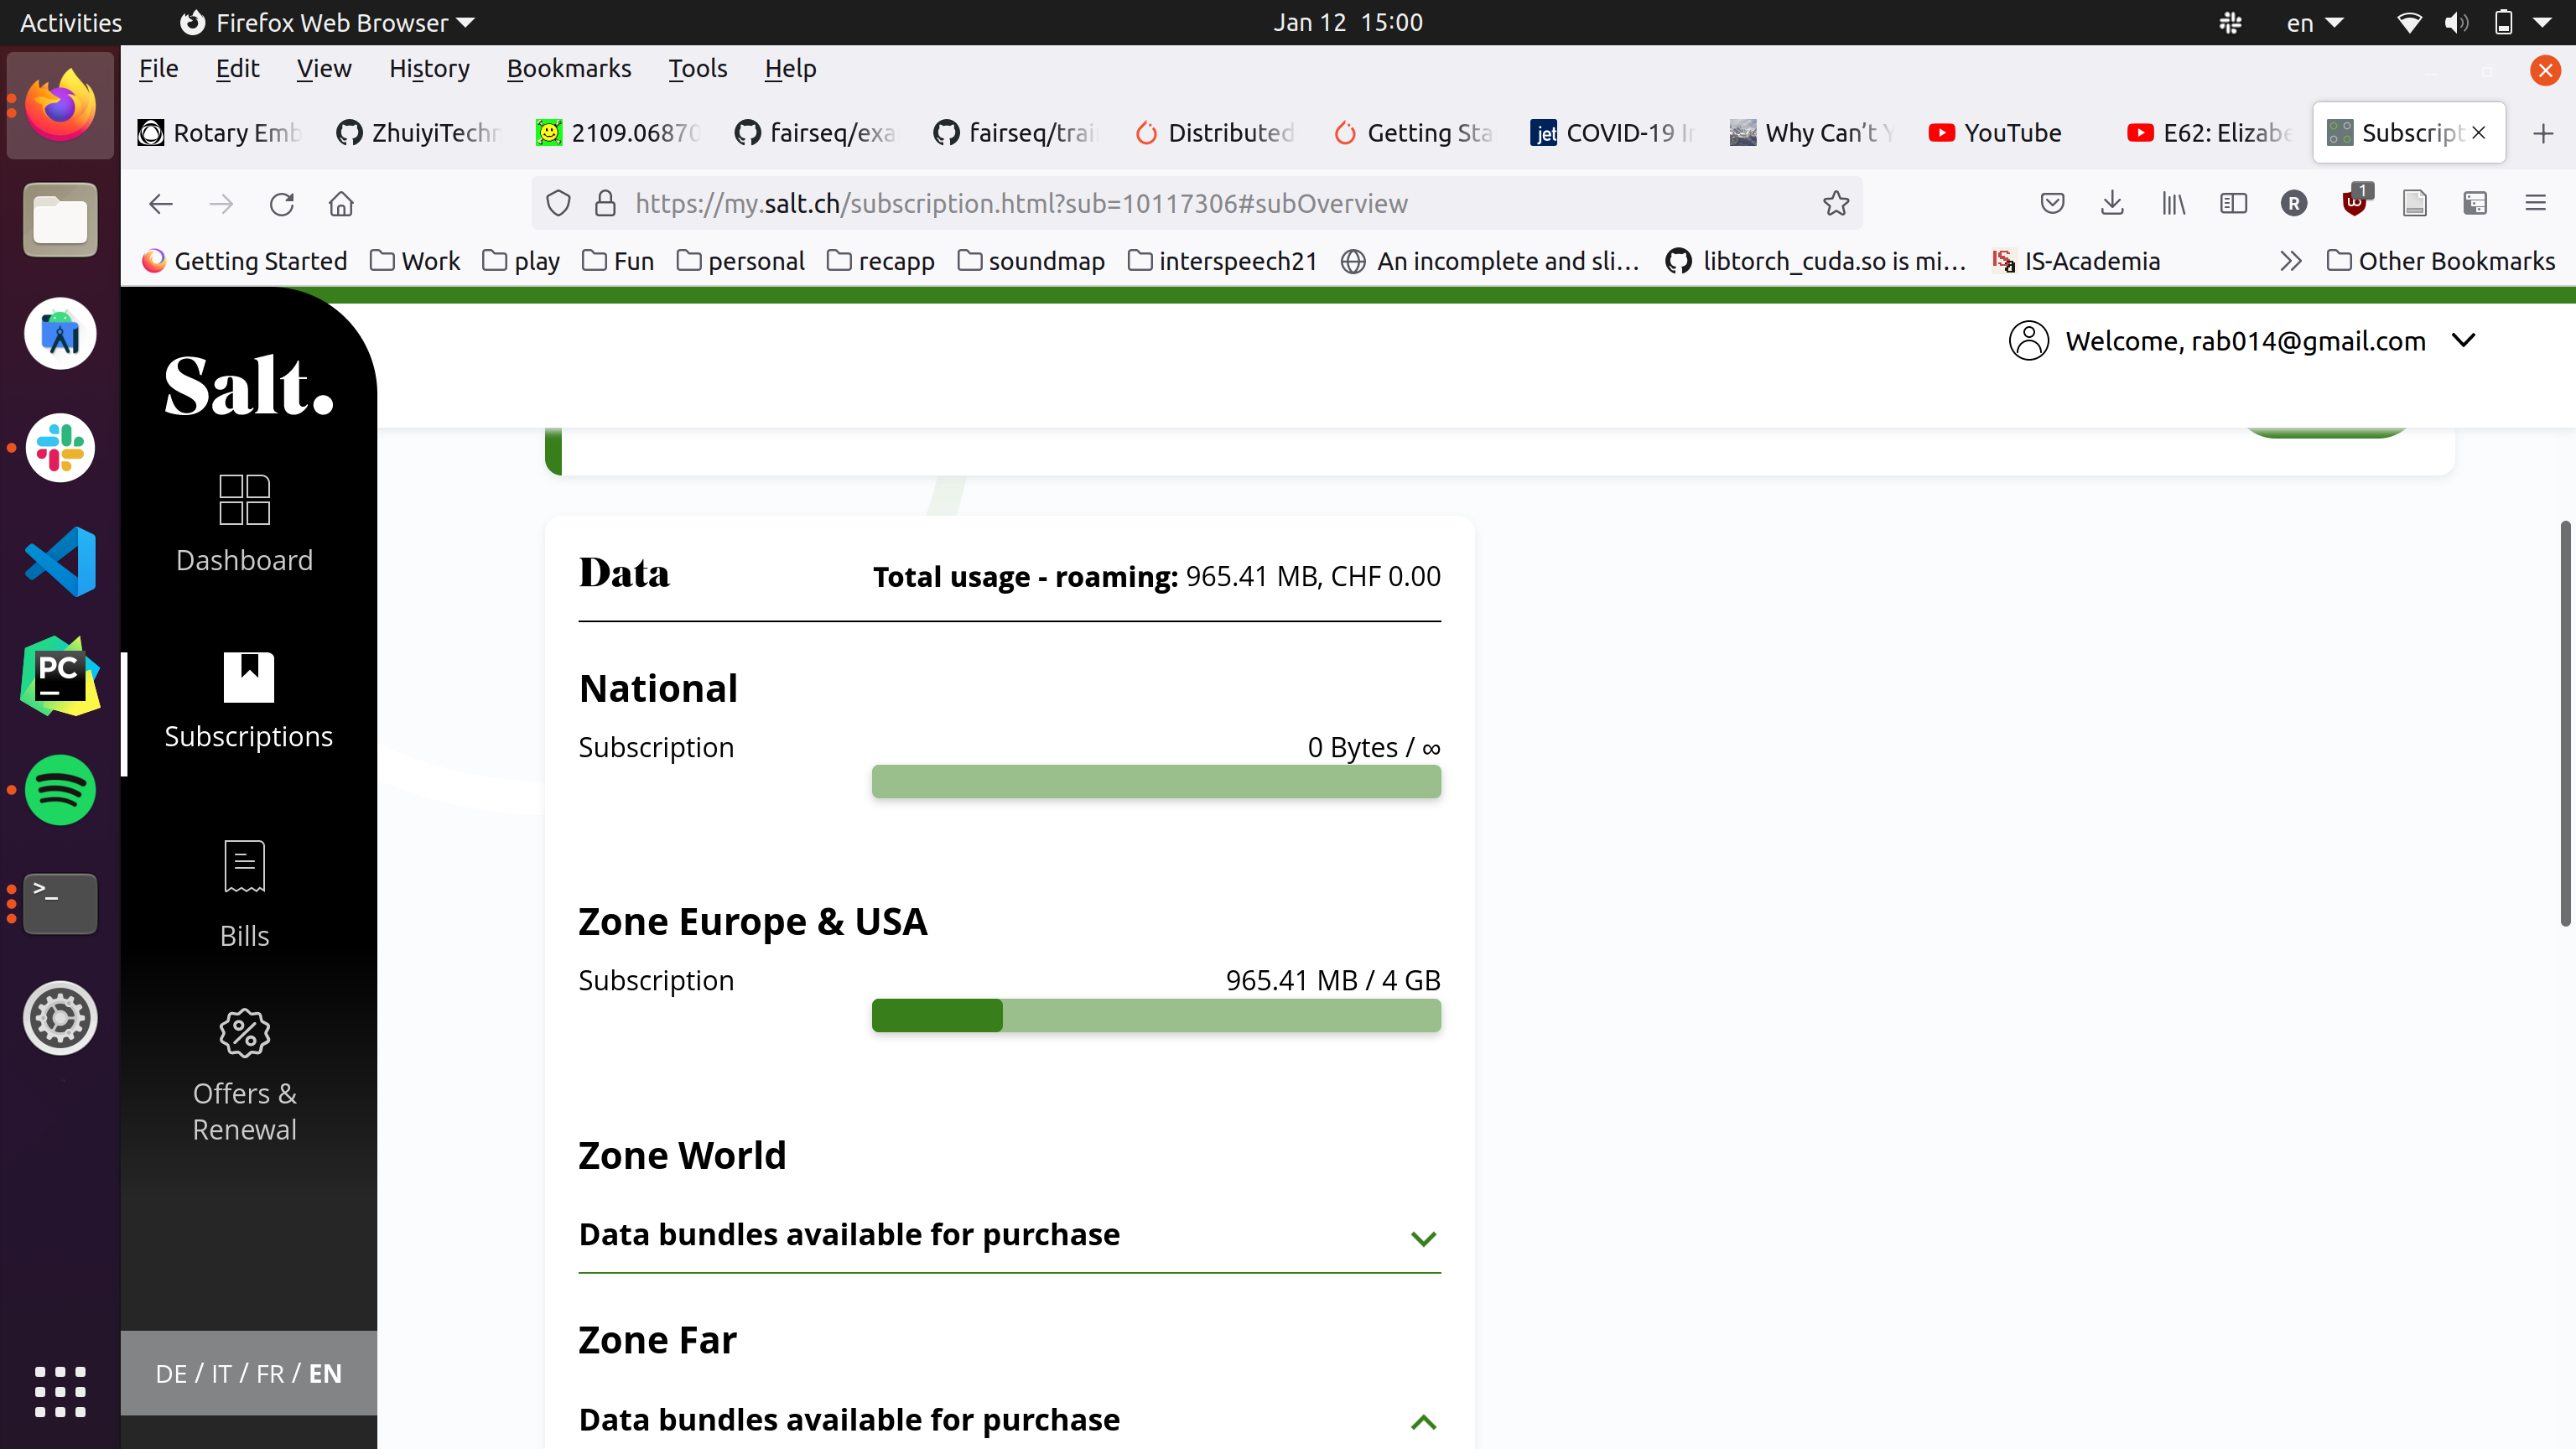 Activities Firefox Web Browser Jan 12 15:00 en
File Edit View History Bookmarks Tools Help
Rotary Emb ZhuiyiTechn 2109.06870 fairseq/exa fairseq/trai Distributed Getting Sta jet COVID-19 Why Can't Y YouTube E62: Elizabe Subscript
https://my.salt.ch/subscription.html?sub=10117306#subOverview R 1
Getting Started Work play Fun personal recapp soundmap interspeech21 An incomplete and sli... libtorch_cuda.so is mi... IS-Academia Other Bookmarks
Salt.
Welcome, rab014@gmail.com
Dashboard
Subscriptions
Bills
Offers &
Renewal
DE / IT / FR / EN
PC
>_
Data Total usage - roaming: 965.41 MB, CHF 0.00
National
Subscription 0 Bytes / ∞
Zone Europe & USA
Subscription 965.41 MB / 4 GB
Zone World
Data bundles available for purchase
Zone Far
Data bundles available for purchase